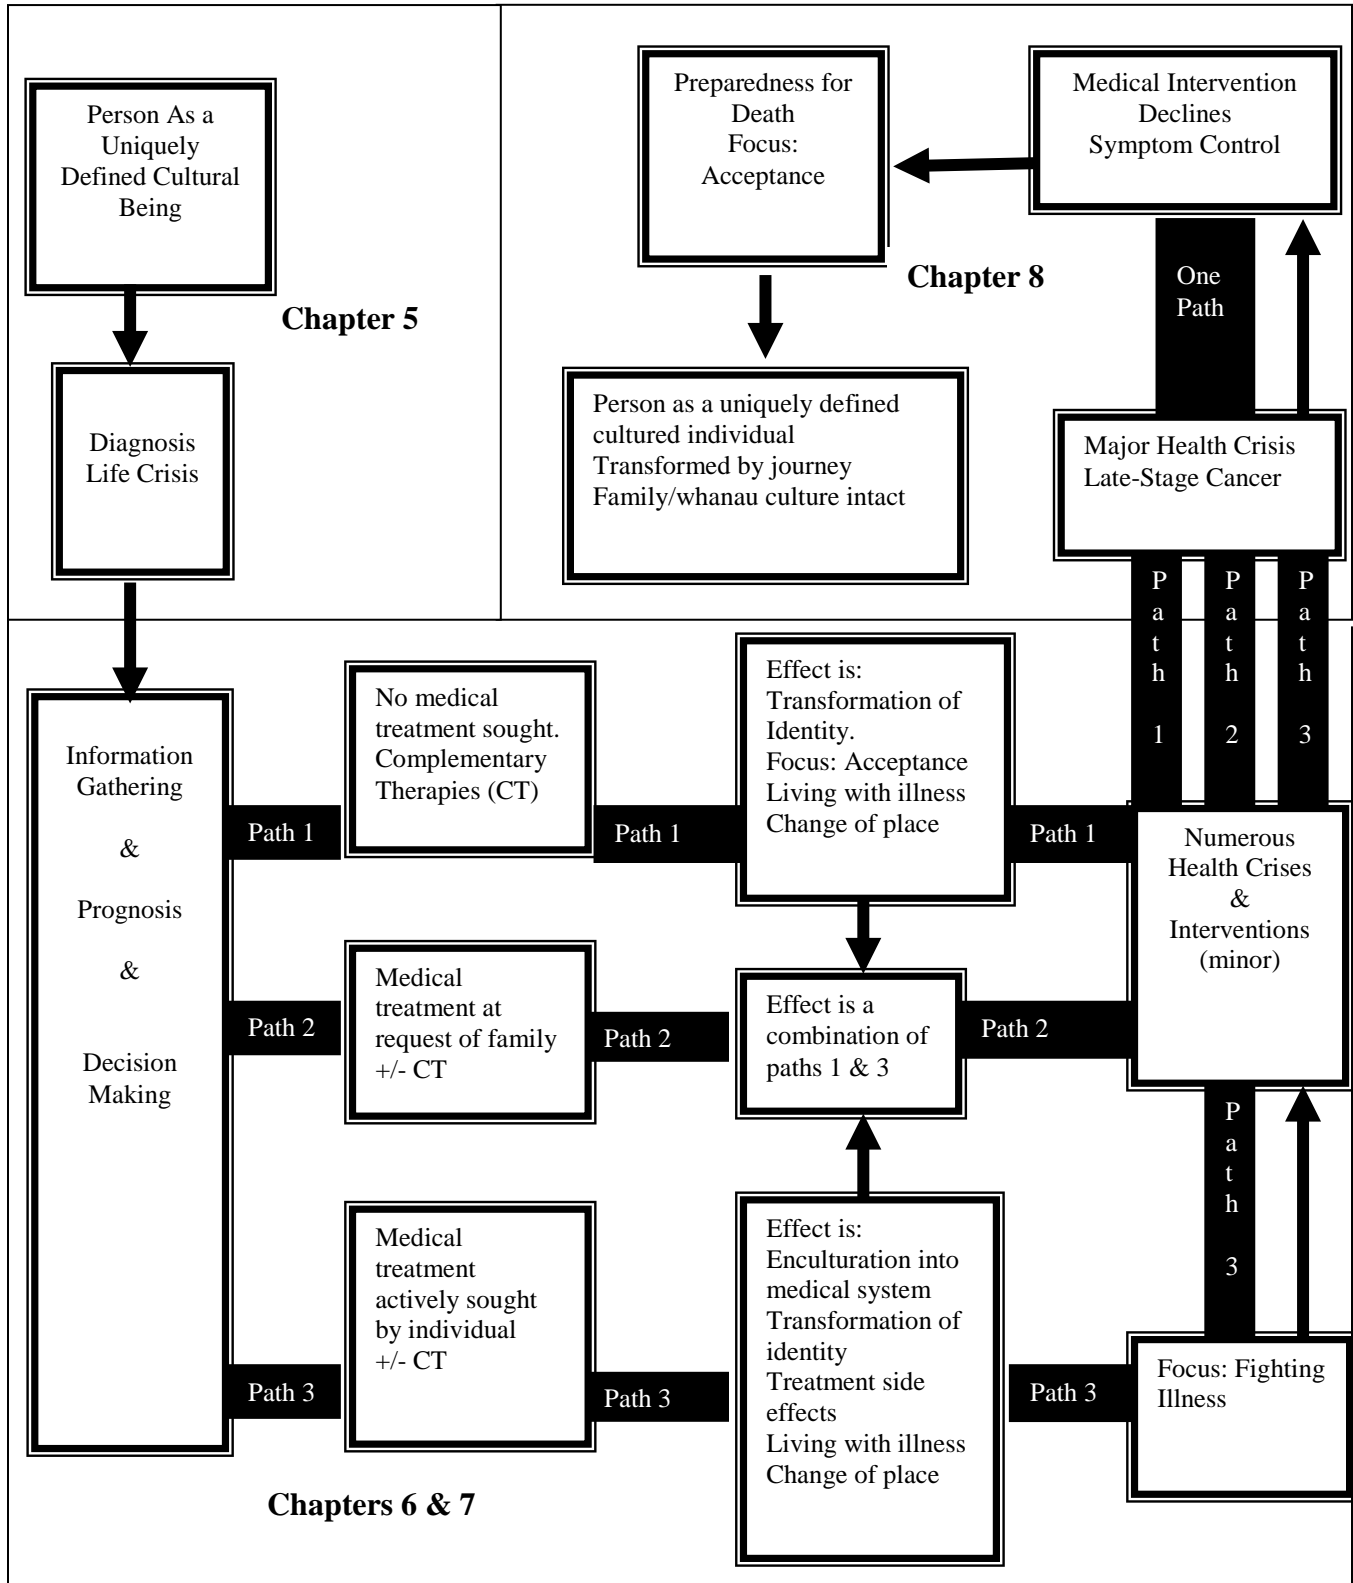 Person As a
Uniquely
Defined Cultural
Being
Chapter 5
Diagnosis
Life Crisis
Preparedness for
Death
Focus:
Acceptance
Medical Intervention
Declines
Symptom Control
Chapter 8
One
Path
Person as a uniquely defined
cultured individual
Transformed by journey
Family/whanau culture intact
Major Health Crisis
Late-Stage Cancer
Path 1
Path 2
Path 3
Information
Gathering
&
Prognosis
&
Decision
Making
Path 1
No medical
treatment sought.
Complementary
Therapies (CT)
Path 1
Effect is:
Transformation of
Identity.
Focus: Acceptance
Living with illness
Change of place
Path 1
Numerous
Health Crises
&
Interventions
(minor)
Path 2
Medical
treatment at
request of family
+/- CT
Path 2
Effect is a
combination of
paths 1 & 3
Path 2
Path 3
Path 3
Medical
treatment
actively sought
by individual
+/- CT
Path 3
Effect is:
Enculturation into
medical system
Transformation of
identity
Treatment side
effects
Living with illness
Change of place
Path 3
Focus: Fighting
Illness
Chapters 6 & 7